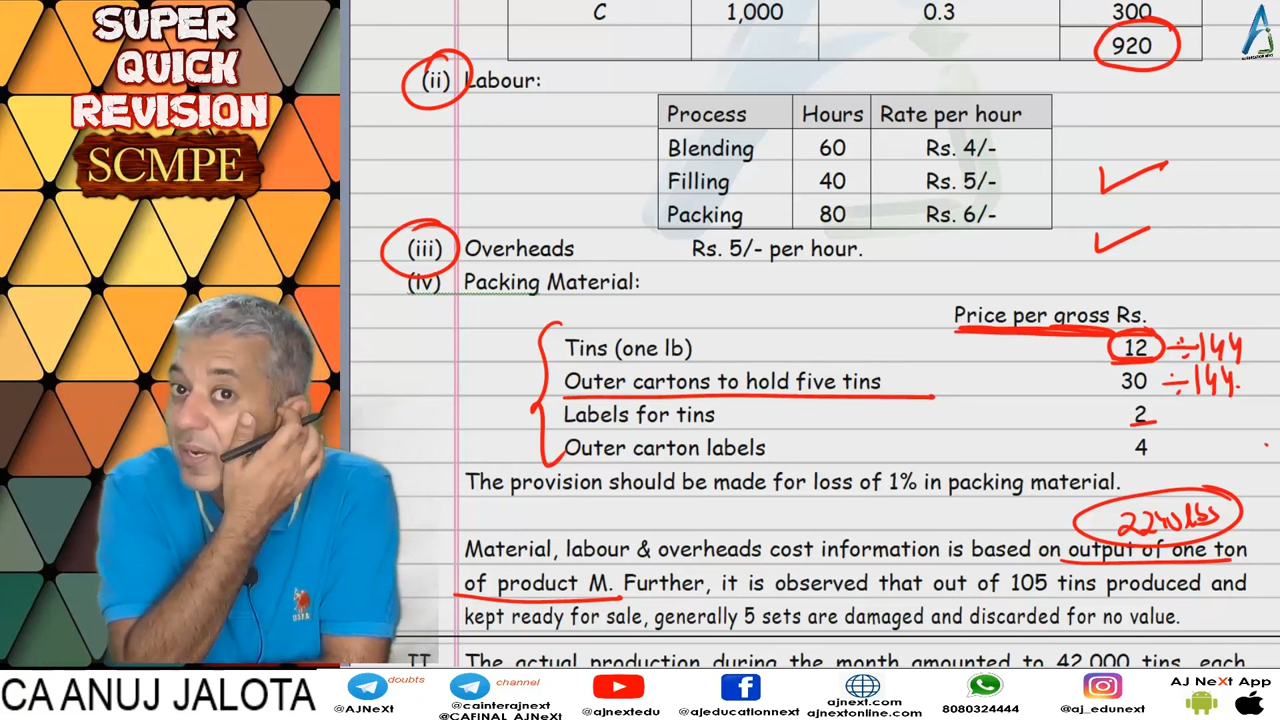 SUPER
QUICK
REVISION
SCMPE
C 1,000 0.3 300
920
(ii) Labour:
Process Hours Rate per hour
Blending 60 Rs. 4/-
Filling 40 Rs. 5/-
Packing 80 Rs. 6/-
(iii) Overheads Rs. 5/- per hour.
(iv) Packing Material:
Price per gross Rs.
Tins (one lb) 12 ÷144
Outer cartons to hold five tins 30 ÷144.
Labels for tins 2
Outer carton labels 4
The provision should be made for loss of 1% in packing material.
2240 lbs
Material, labour & overheads cost information is based on output of one ton
of product M. Further, it is observed that out of 105 tins produced and
kept ready for sale, generally 5 sets are damaged and discarded for no value.
II The actual production during the month amounted to 42,000 tins, each
CA ANUJ JALOTA
doubts
@AJNeXt
channel
@cainterajnext
@CAFINAL_AJNeXt
@ajnextedu
@ajeducationnext
ajnext.com
ajnextonline.com
8080324444
@aj_edunext
AJ NeXt App